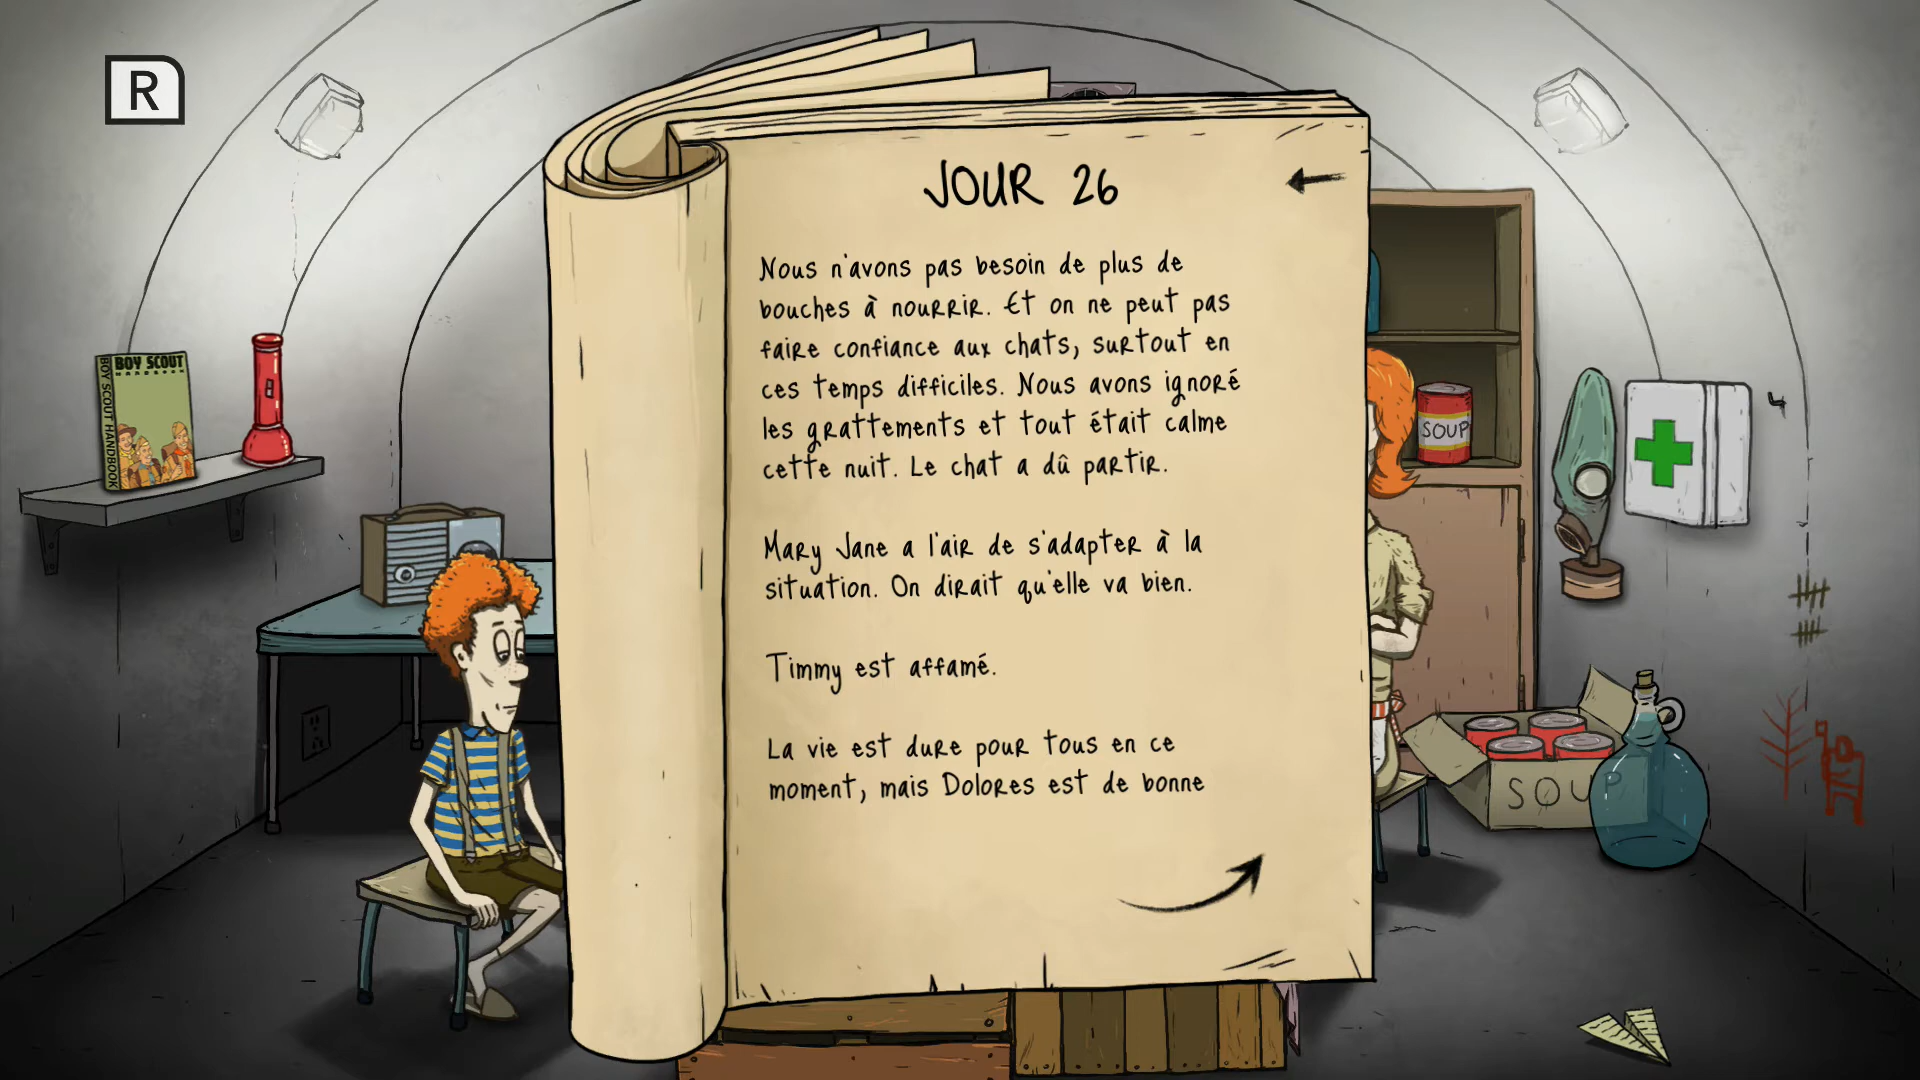 R
JOUR 26
Nous n'avons pas besoin de plus de
bouches à nourrir. Et on ne peut pas
faire confiance aux chats, surtout en
ces temps difficiles. Nous avons ignoré
les grattements et tout était calme
cette nuit. Le chat a dû partir.
Mary Jane a l'air de s'adapter à la
situation. On dirait qu'elle va bien.
Timmy est affamé.
La vie est dure pour tous en ce
moment, mais Dolores est de bonne
BOY SCOUT
HANDBOOK
BOY SCOUT HANDBOOK
SOUP
SOUP